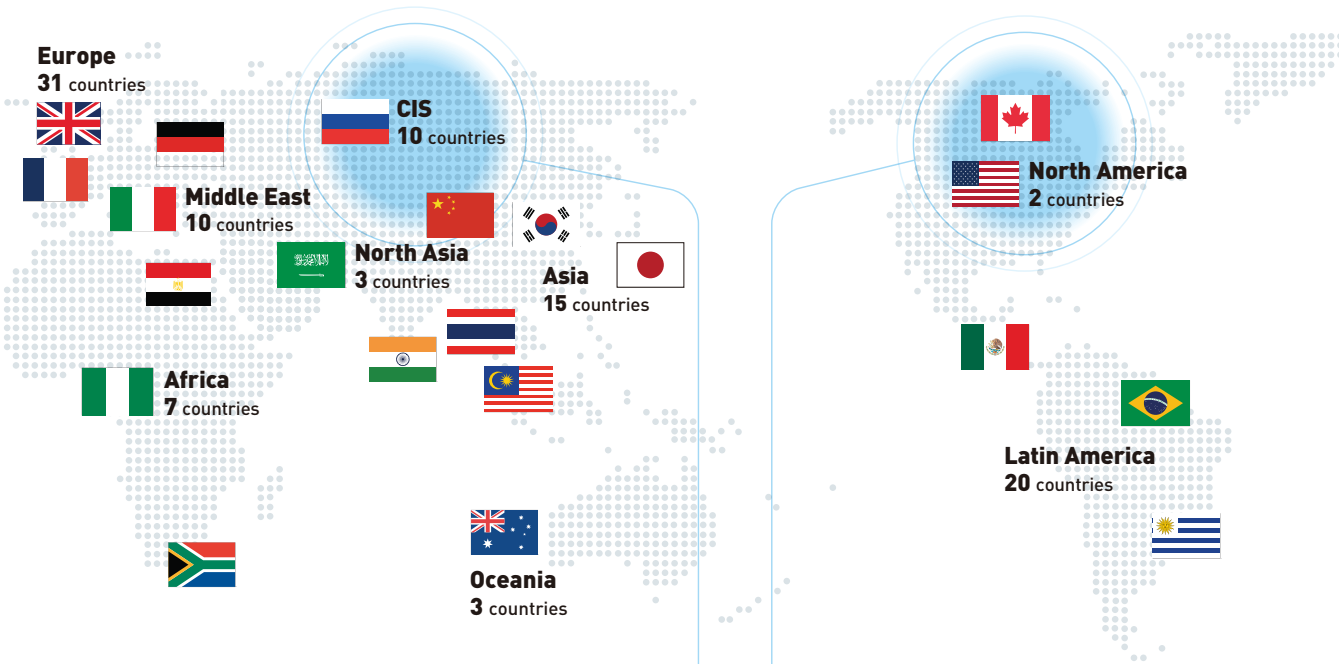 Europe
31 countries
CIS
10 countries
Middle East
10 countries
North Asia
3 countries
Asia
15 countries
Africa
7 countries
Oceania
3 countries
North America
2 countries
Latin America
20 countries